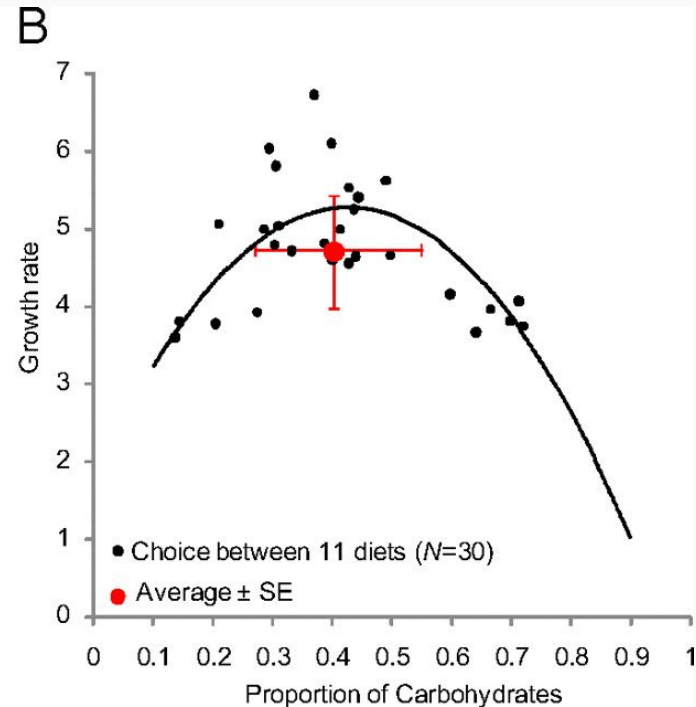 B
7
6
5
4
3
2
1
0
Growth rate
Choice between 11 diets (N=30)
Average ± SE
0 0.1 0.2 0.3 0.4 0.5 0.6 0.7 0.8 0.9 1
Proportion of Carbohydrates